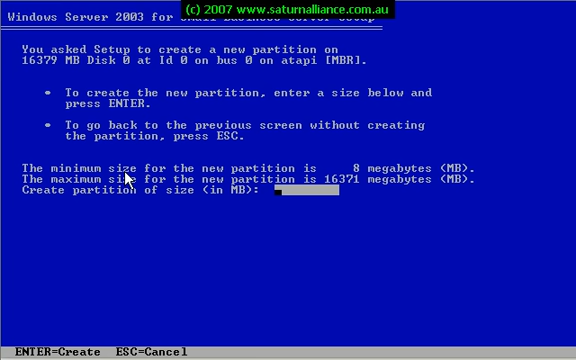 (c) 2007 www.saturnalliance.com.au
Windows Server 2003 for Small Business Server Setup
You asked Setup to create a new partition on
16379 MB Disk 0 at Id 0 on bus 0 on atapi [MBR].
• To create the new partition, enter a size below and
press ENTER.
• To go back to the previous screen without creating
the partition, press ESC.
The minimum size for the new partition is 8 megabytes (MB).
The maximum size for the new partition is 16371 megabytes (MB).
Create partition of size (in MB):
ENTER=Create ESC=Cancel